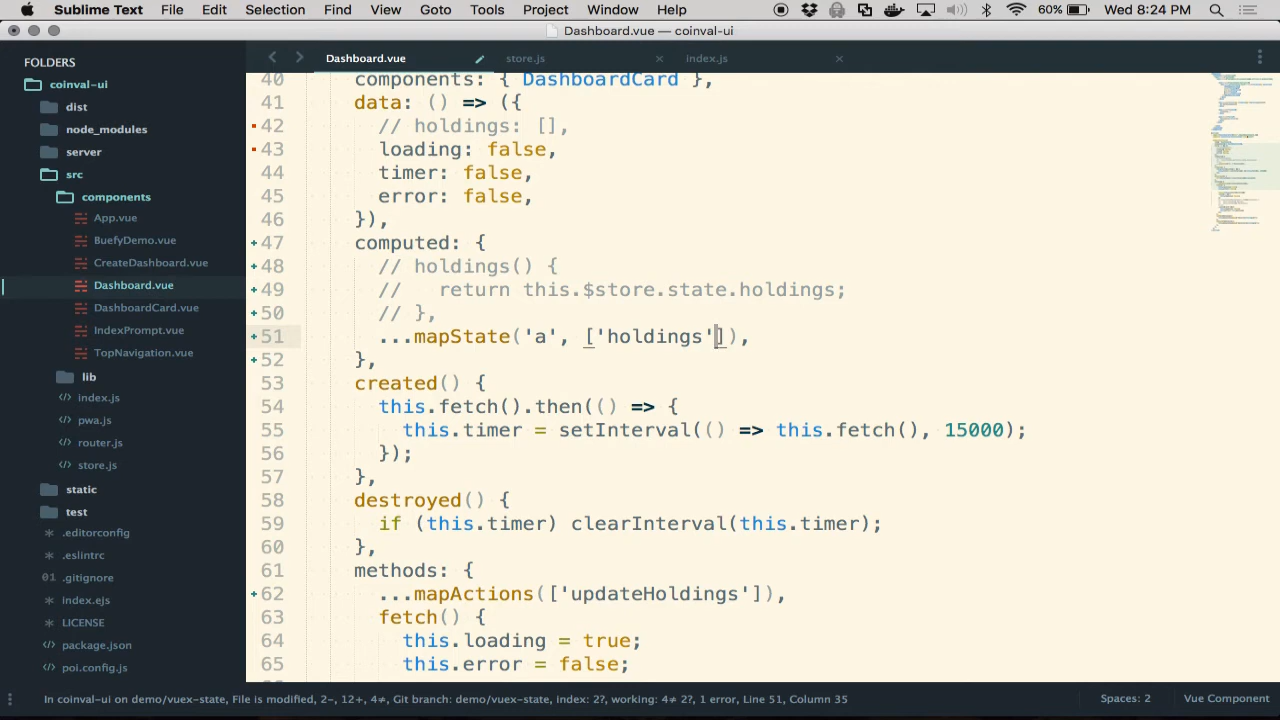 Sublime Text File Edit Selection Find View Goto Tools Project Window Help 60% Wed 8:24 PM
Dashboard.vue — coinval-ui
FOLDERS
coinval-ui
dist
node_modules
server
src
components
App.vue
BuefyDemo.vue
CreateDashboard.vue
Dashboard.vue
DashboardCard.vue
IndexPrompt.vue
TopNavigation.vue
lib
index.js
pwa.js
router.js
store.js
static
test
.editorconfig
.eslintrc
.gitignore
index.ejs
LICENSE
package.json
poi.config.js
Dashboard.vue store.js index.js
40 components: { DashboardCard },
41 data: () => ({
42 // holdings: [],
43 loading: false,
44 timer: false,
45 error: false,
46 }),
47 computed: {
48 // holdings() {
49 //   return this.$store.state.holdings;
50 // },
51 ...mapState('a', ['holdings']),
52 },
53 created() {
54 this.fetch().then(() => {
55 this.timer = setInterval(() => this.fetch(), 15000);
56 });
57 },
58 destroyed() {
59 if (this.timer) clearInterval(this.timer);
60 },
61 methods: {
62 ...mapActions(['updateHoldings']),
63 fetch() {
64 this.loading = true;
65 this.error = false;
In coinval-ui on demo/vuex-state, File is modified, 2-, 12+, 4≠, Git branch: demo/vuex-state, index: 2?, working: 4≠ 2?, 1 error, Line 51, Column 35 Spaces: 2 Vue Component